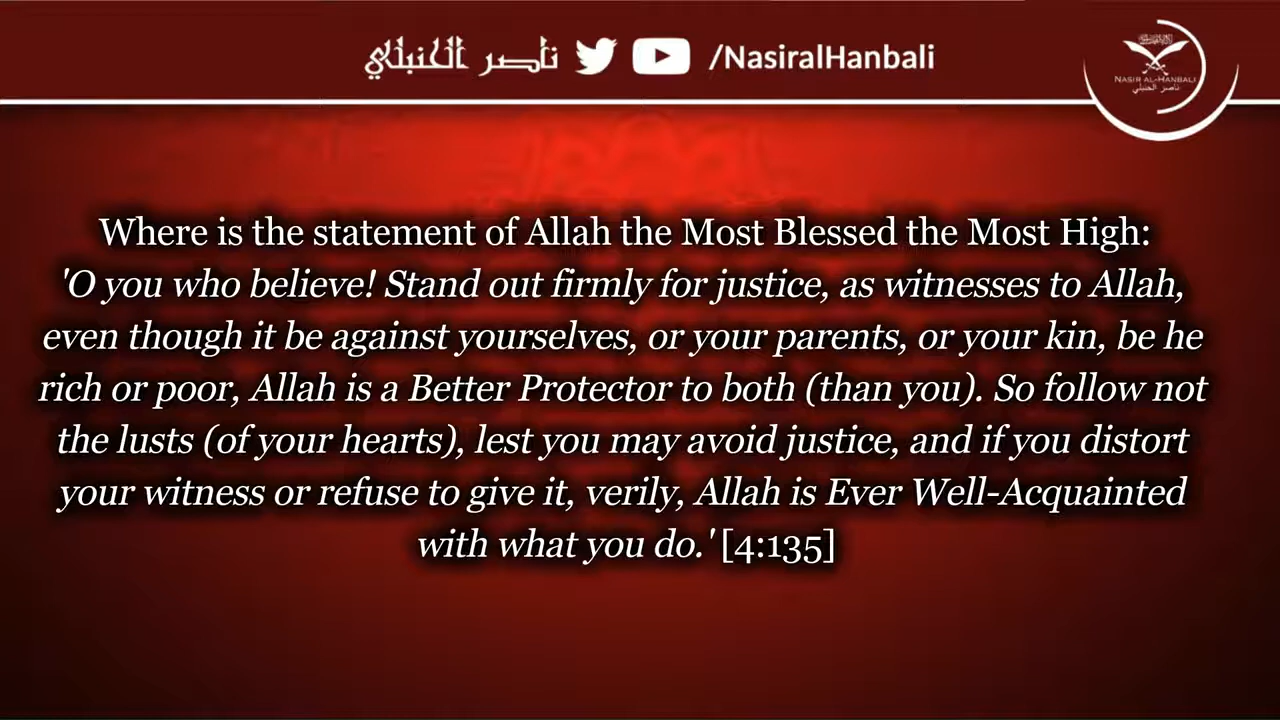 ناصر الحنبلي /NasiralHanbali
NASIR AL-HANBALI
ناصر الحنبلي
Where is the statement of Allah the Most Blessed the Most High:
'O you who believe! Stand out firmly for justice, as witnesses to Allah,
even though it be against yourselves, or your parents, or your kin, be he
rich or poor, Allah is a Better Protector to both (than you). So follow not
the lusts (of your hearts), lest you may avoid justice, and if you distort
your witness or refuse to give it, verily, Allah is Ever Well-Acquainted
with what you do.' [4:135]